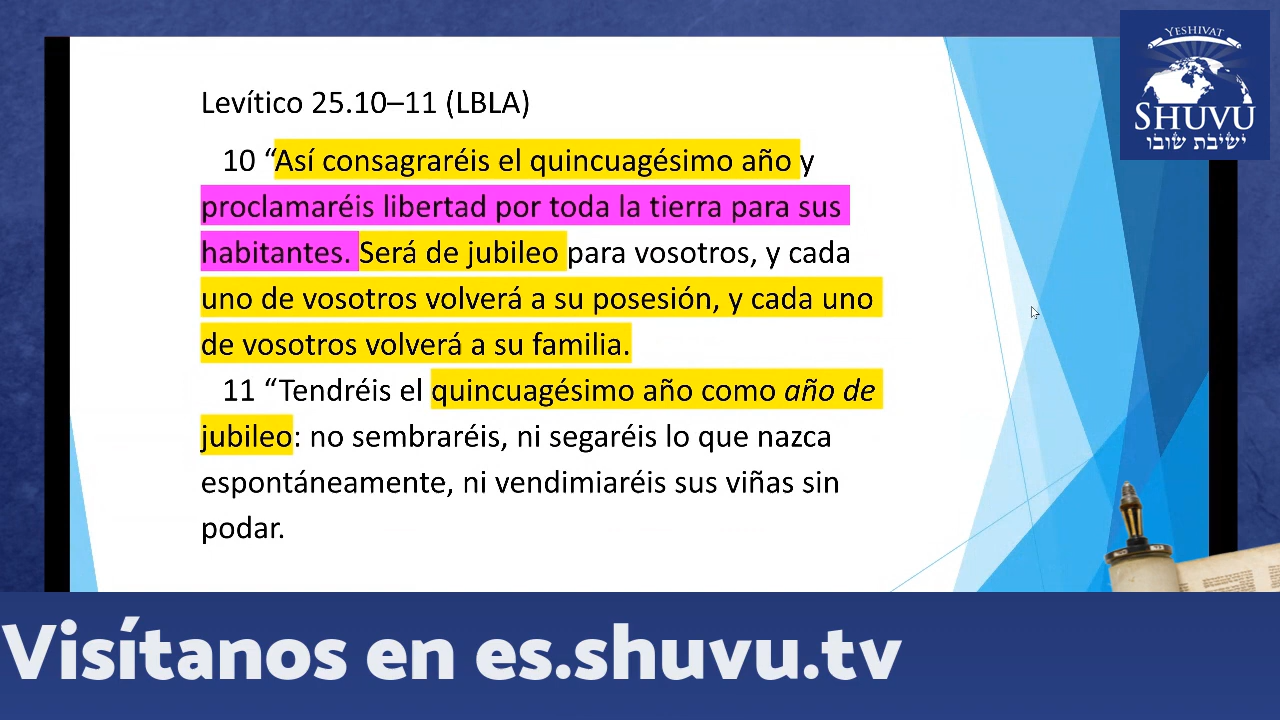 YESHIVAT
SHUVU
ישיבת שובו
Levítico 25.10–11 (LBLA)
10 “Así consagraréis el quincuagésimo año y
proclamaréis libertad por toda la tierra para sus
habitantes. Será de jubileo para vosotros, y cada
uno de vosotros volverá a su posesión, y cada uno
de vosotros volverá a su familia.
11 “Tendréis el quincuagésimo año como año de
jubileo: no sembraréis, ni segaréis lo que nazca
espontáneamente, ni vendimiaréis sus viñas sin
podar.
Visítanos en es.shuvu.tv